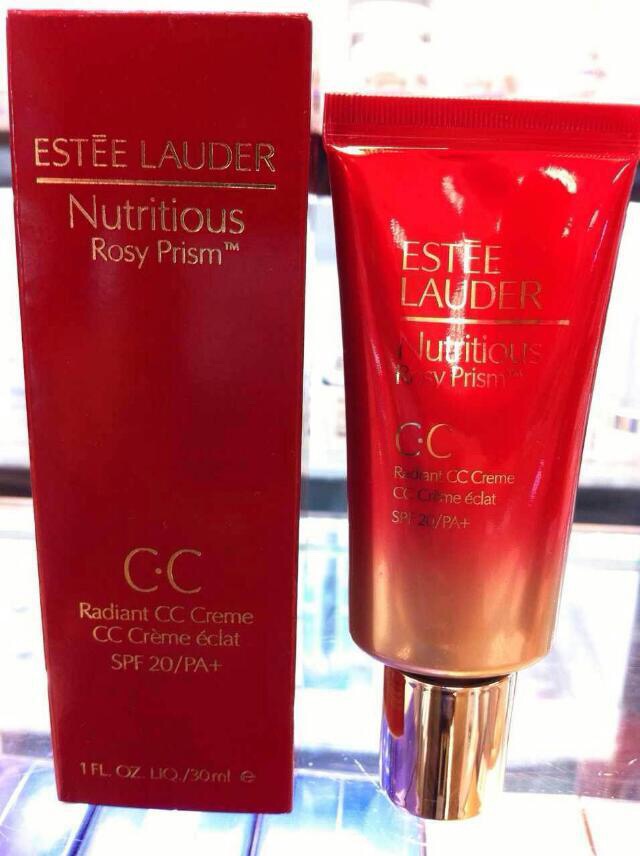 ESTĒE LAUDER
Nutritious
Rosy Prism™
C·C
Radiant CC Creme
CC Crème éclat
SPF 20/PA+
1 FL. OZ. LIQ./30ml ℮
ESTĒE
LAUDER
Nutritious
Rosy Prism™
C·C
Radiant CC Creme
CC Crème éclat
SPF 20/PA+